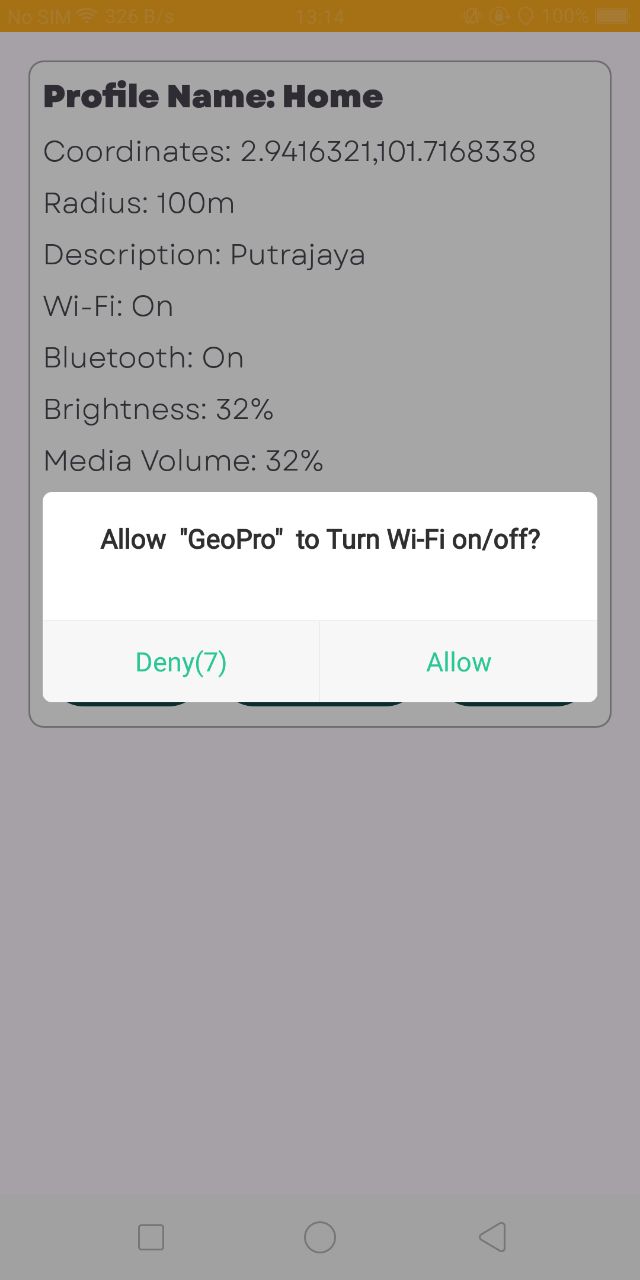 No SIM 326 B/s 13:14 100%
Profile Name: Home
Coordinates: 2.9416321,101.7168338
Radius: 100m
Description: Putrajaya
Wi-Fi: On
Bluetooth: On
Brightness: 32%
Media Volume: 32%
Allow "GeoPro" to Turn Wi-Fi on/off?
Deny(7) Allow